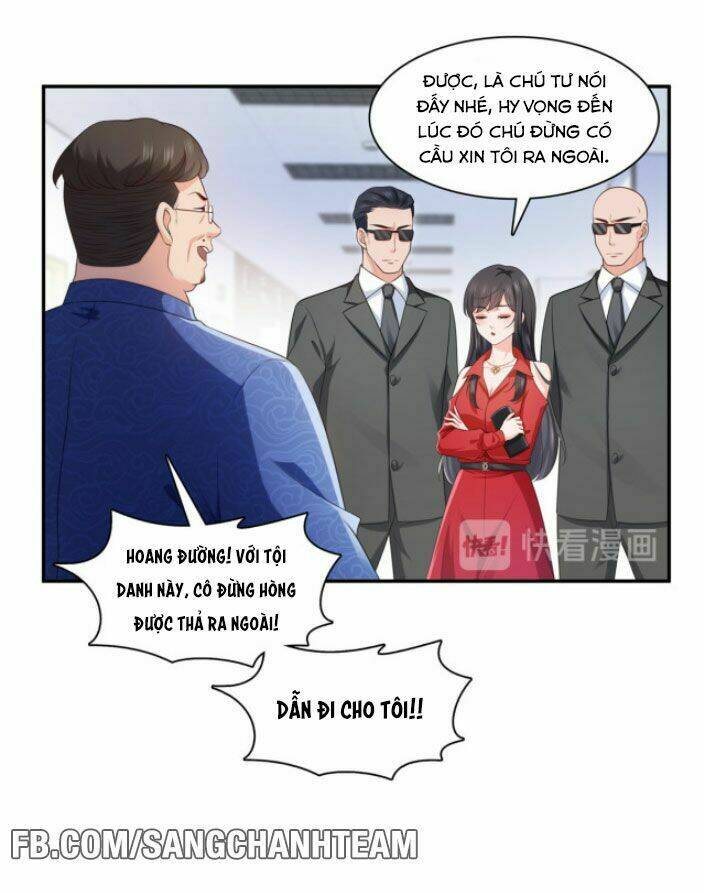 ĐƯỢC, LÀ CHÚ TƯ NÓI
ĐẤY NHÉ, HY VỌNG ĐẾN
LÚC ĐÓ CHÚ ĐỪNG CÓ
CẦU XIN TÔI RA NGOÀI.
快看! 快看漫画
HOANG ĐƯỜNG! VỚI TỘI
DANH NÀY, CÔ ĐỪNG HÒNG
ĐƯỢC THẢ RA NGOÀI!
DẪN ĐI CHO TÔI!!
FB.COM/SANGCHANHTEAM